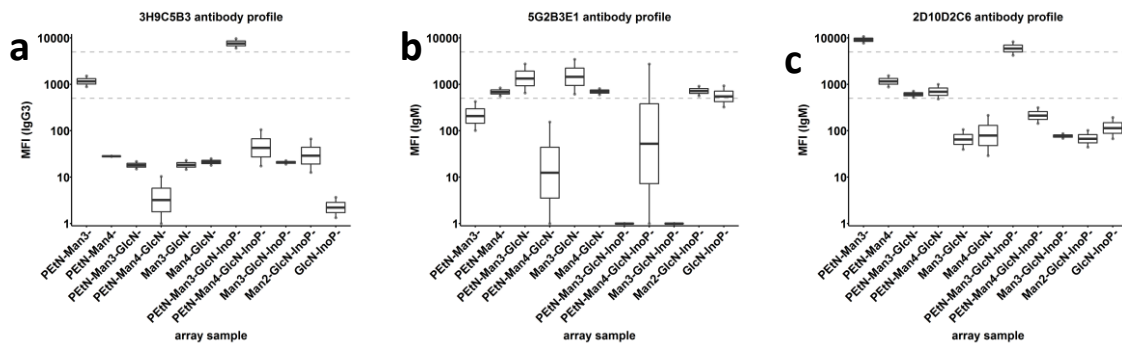 a
3H9C5B3 antibody profile
MFI (IgG3)
10000
1000
100
10
1
PEtN-Man3-
PEtN-Man4-
PEtN-Man3-GlcN-
PEtN-Man4-GlcN-
Man3-GlcN-
Man4-GlcN-
PEtN-Man3-GlcN-InoP-
PEtN-Man4-GlcN-InoP-
Man3-GlcN-InoP-
Man2-GlcN-InoP-
GlcN-InoP-
array sample
b
5G2B3E1 antibody profile
MFI (IgM)
10000
1000
100
10
1
PEtN-Man3-
PEtN-Man4-
PEtN-Man3-GlcN-
PEtN-Man4-GlcN-
Man3-GlcN-
Man4-GlcN-
PEtN-Man3-GlcN-InoP-
PEtN-Man4-GlcN-InoP-
Man3-GlcN-InoP-
Man2-GlcN-InoP-
GlcN-InoP-
array sample
c
2D10D2C6 antibody profile
MFI (IgM)
10000
1000
100
10
1
PEtN-Man3-
PEtN-Man4-
PEtN-Man3-GlcN-
PEtN-Man4-GlcN-
Man3-GlcN-
Man4-GlcN-
PEtN-Man3-GlcN-InoP-
PEtN-Man4-GlcN-InoP-
Man3-GlcN-InoP-
Man2-GlcN-InoP-
GlcN-InoP-
array sample